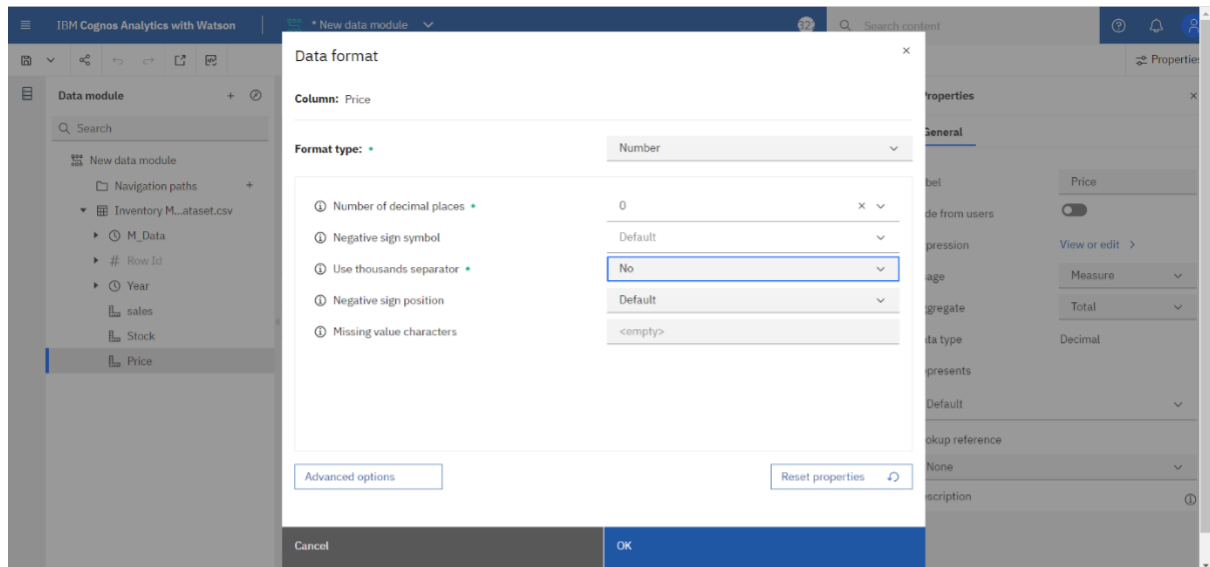 IBM Cognos Analytics with Watson
* New data module
Search content
Properties
Data module
Search
New data module
Navigation paths
Inventory M...ataset.csv
M_Data
# Row Id
Year
sales
Stock
Price
Data format
Column: Price
Format type: Number
Number of decimal places 0
Negative sign symbol Default
Use thousands separator No
Negative sign position Default
Missing value characters <empty>
Advanced options
Reset properties
Cancel
OK
Properties
General
bel Price
de from users
pression View or edit
age Measure
gregate Total
ta type Decimal
presents
Default
okup reference
None
scription